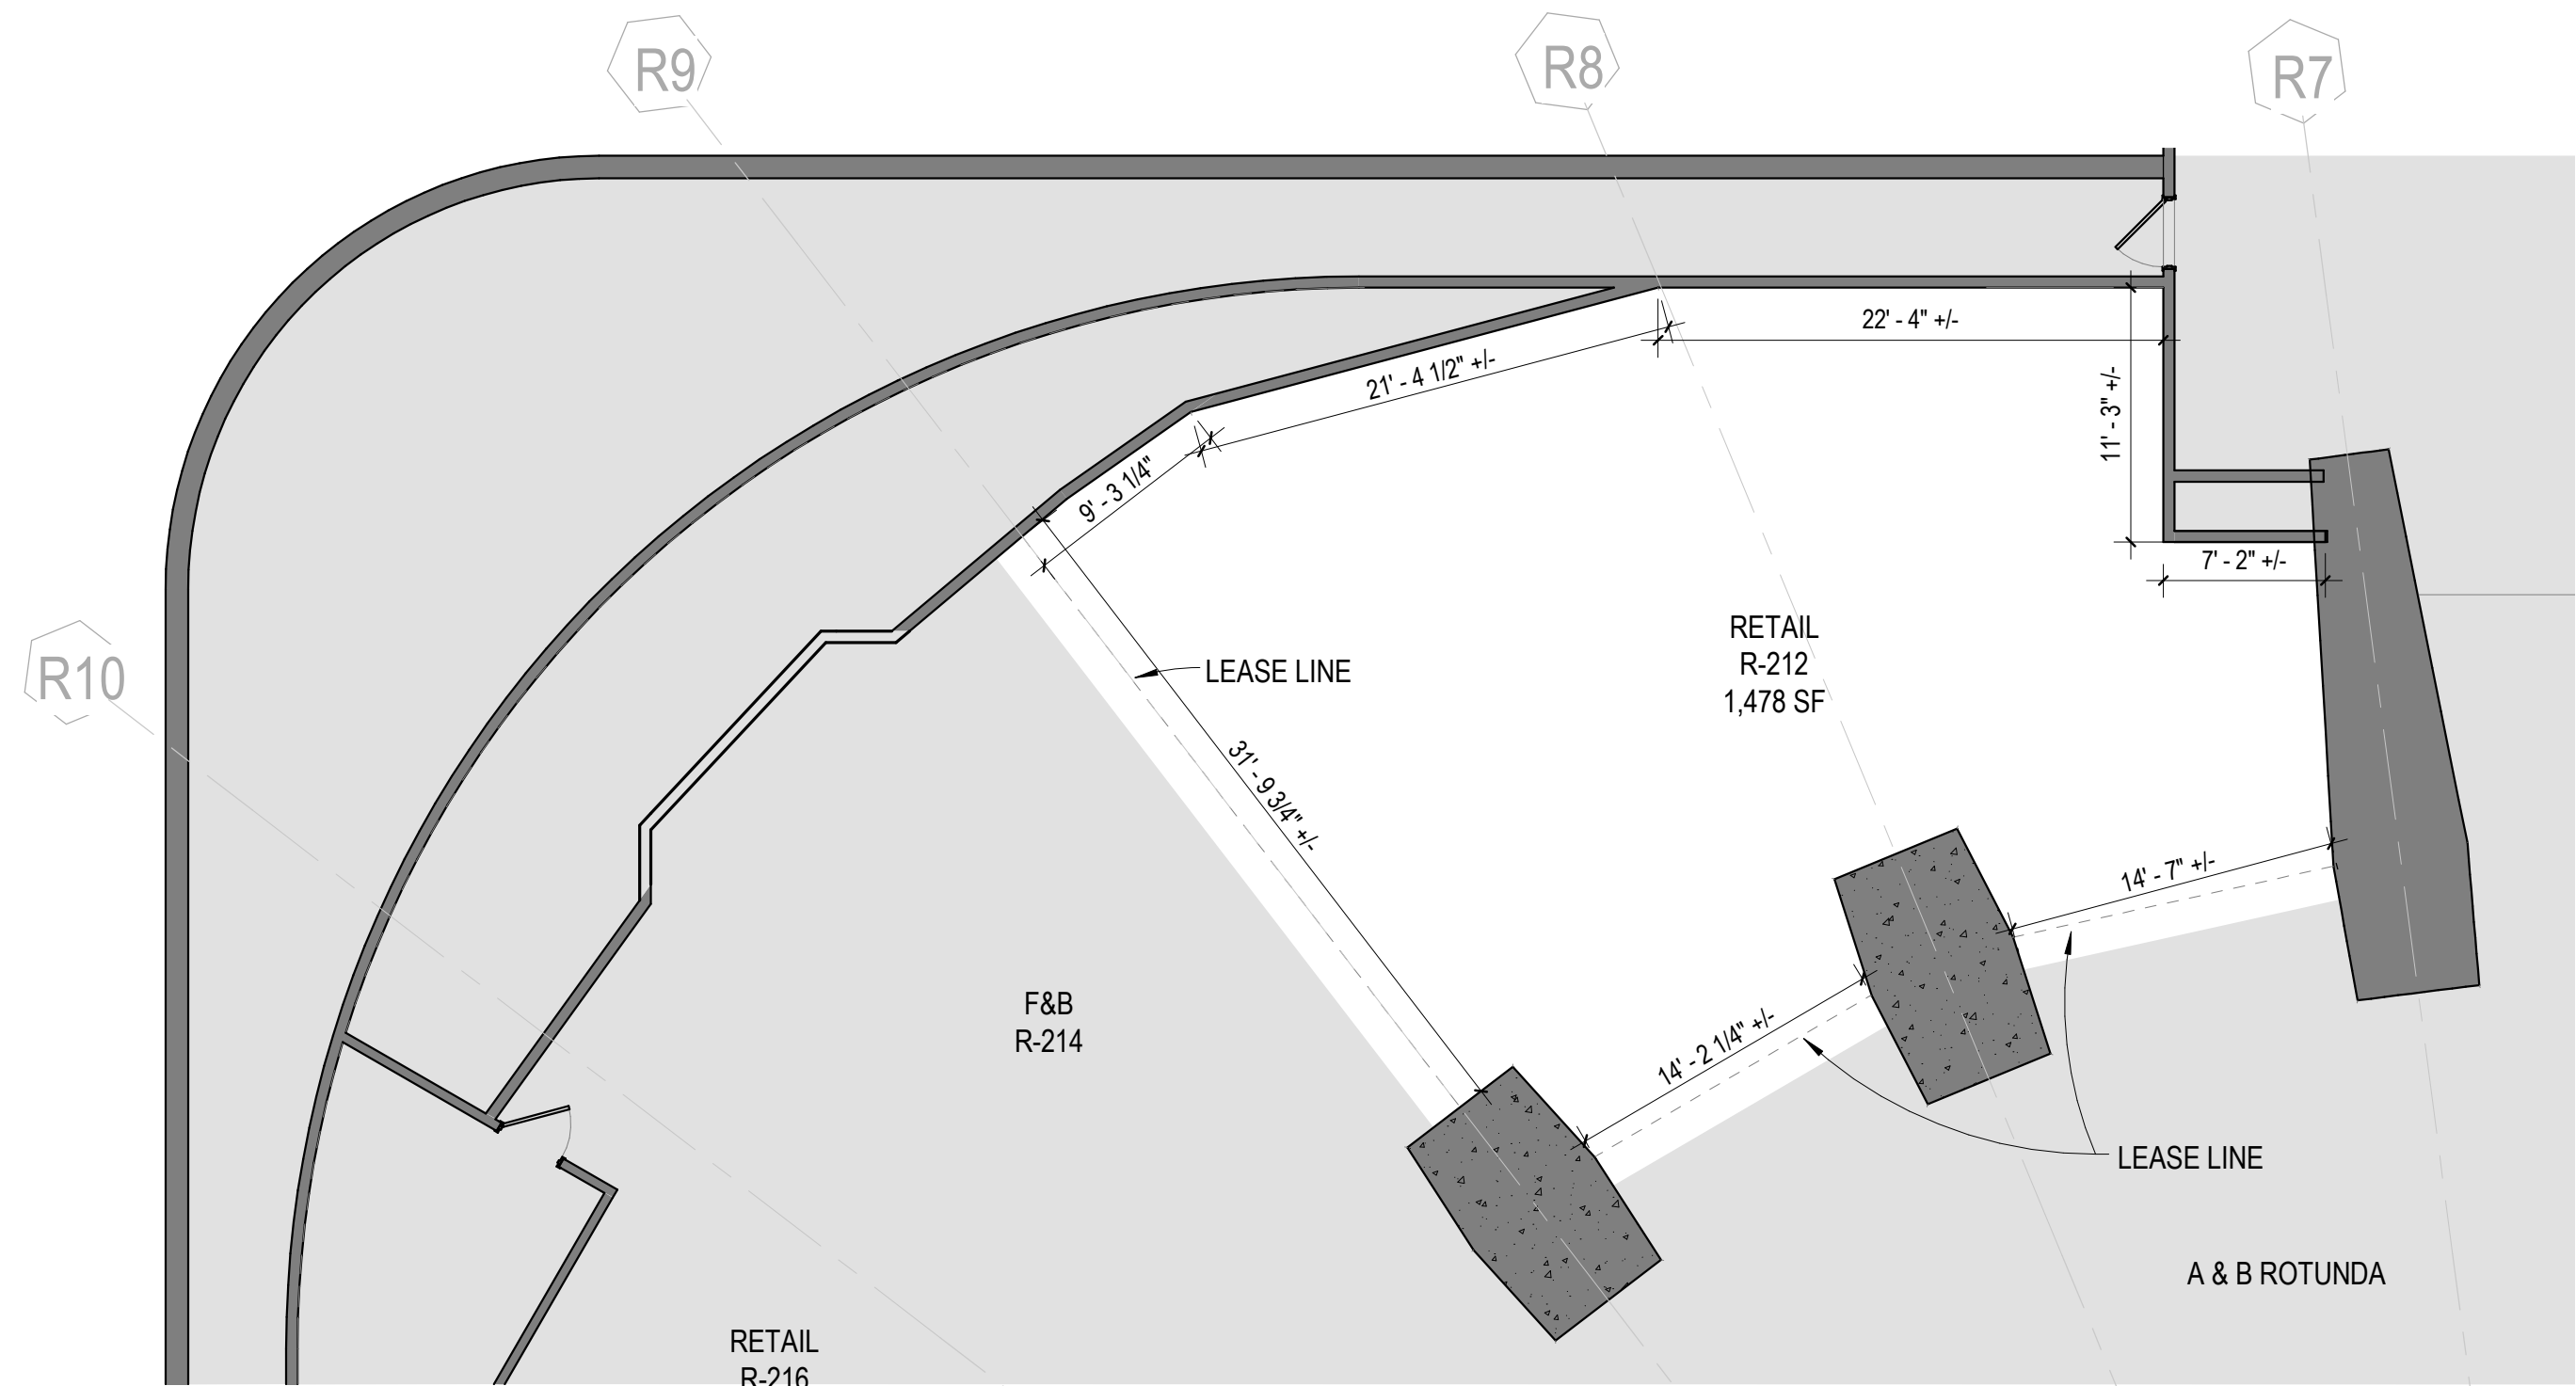 R9
R8
R7
22' - 4" +/-
21' - 4 1/2" +/-
11' - 3" +/-
9' - 3 1/4"
7' - 2" +/-
RETAIL
R-212
1,478 SF
R10
LEASE LINE
31' - 9 3/4" +/-
14' - 7" +/-
F&B
R-214
14' - 2 1/4" +/-
LEASE LINE
A & B ROTUNDA
RETAIL
R-216